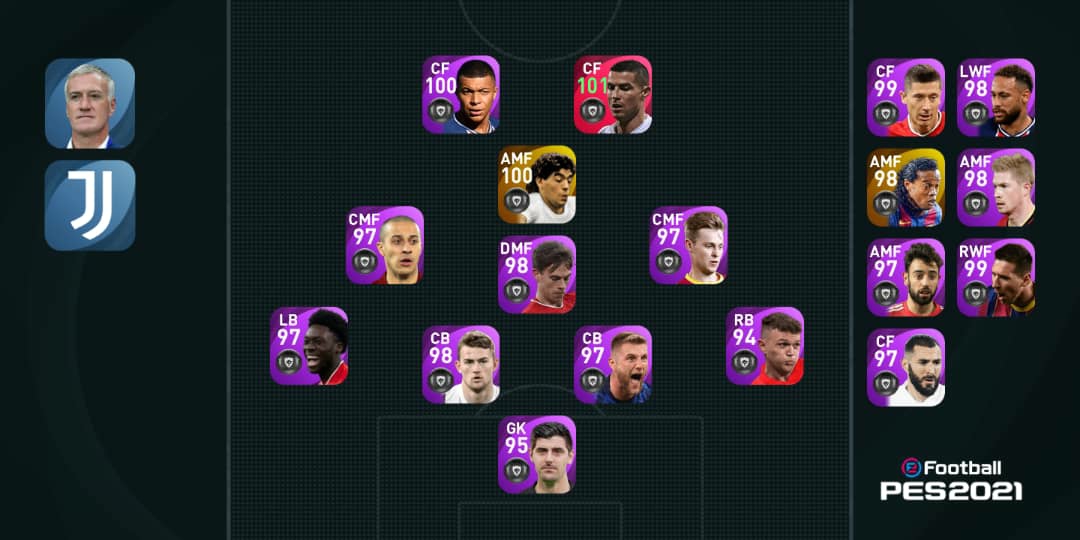 CF
100
CF
101
AMF
100
CMF
97
CMF
97
DMF
98
LB
97
CB
98
CB
97
RB
94
GK
95
CF
99
LWF
98
AMF
98
AMF
98
AMF
97
RWF
99
CF
97
eFootball
PES2021